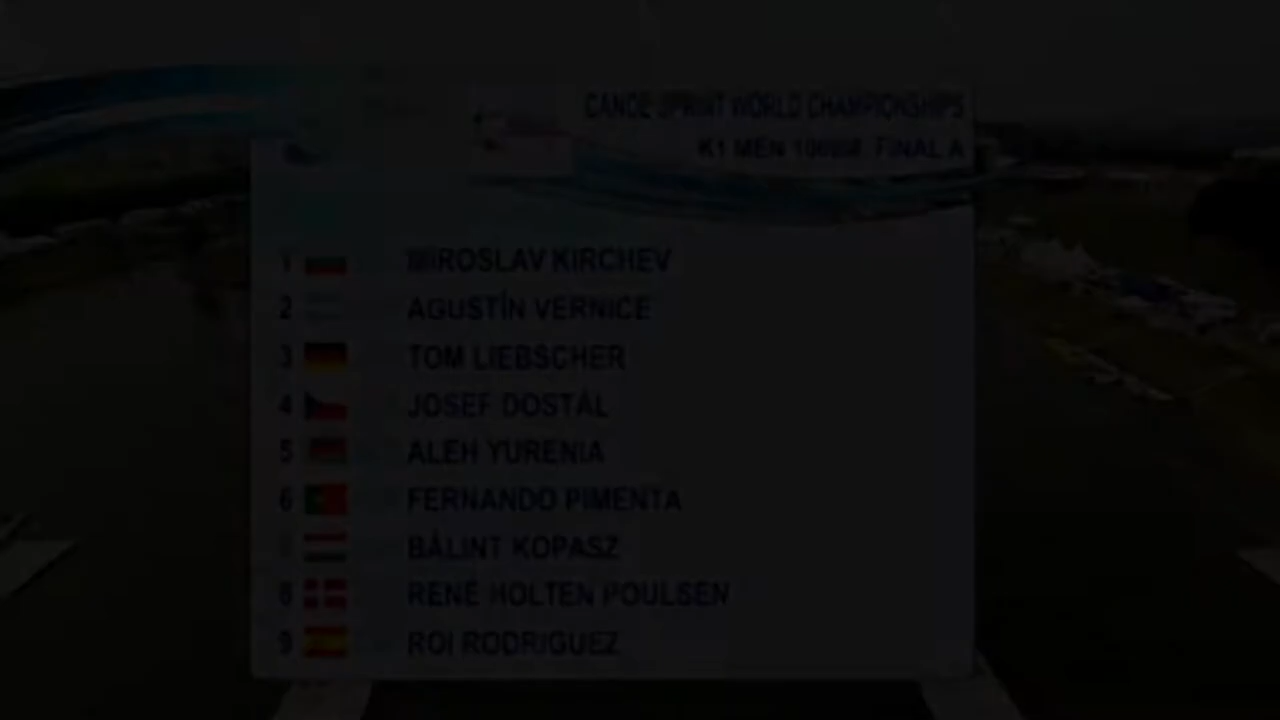 CANOE SPRINT WORLD CHAMPIONSHIPS
K1 MEN 1000M FINAL A
1 MIROSLAV KIRCHEV
2 AGUSTÍN VERNICE
3 TOM LIEBSCHER
4 JOSEF DOSTÁL
5 ALEH YURENIA
6 FERNANDO PIMENTA
BÁLINT KOPASZ
8 RENÉ HOLTEN POULSEN
9 ROI RODRIGUEZ